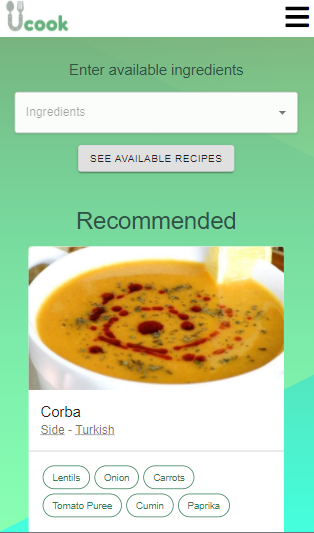 Ucook
Enter available ingredients
Ingredients
SEE AVAILABLE RECIPES
Recommended
Corba
Side - Turkish
Lentils Onion Carrots
Tomato Puree Cumin Paprika